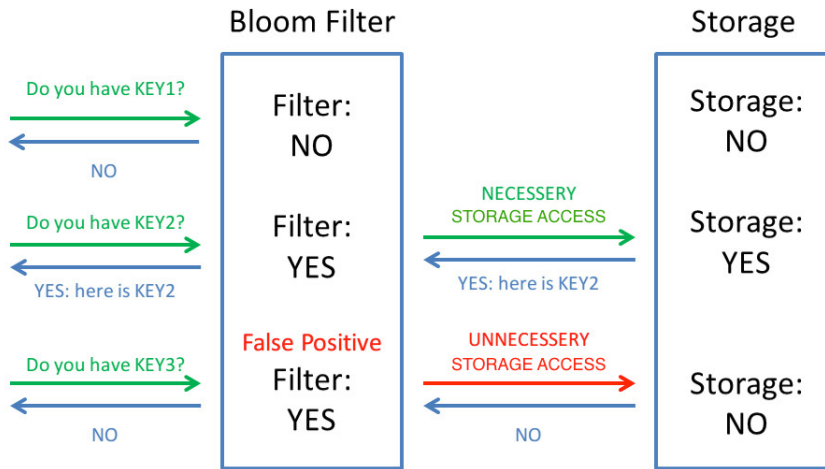 Bloom Filter
Storage
Do you have KEY1?
Filter:
NO
Storage:
NO
NO
Do you have KEY2?
Filter:
YES
NECESSERY
STORAGE ACCESS
Storage:
YES
YES: here is KEY2
YES: here is KEY2
False Positive
UNNECESSERY
Do you have KEY3?
Filter:
YES
STORAGE ACCESS
Storage:
NO
NO
NO